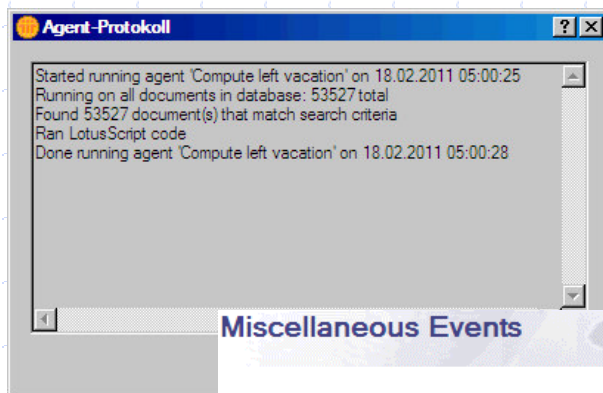 Agent-Protokoll
Started running agent 'Compute left vacation' on 18.02.2011 05:00:25
Running on all documents in database: 53527 total
Found 53527 document(s) that match search criteria
Ran LotusScript code
Done running agent 'Compute left vacation' on 18.02.2011 05:00:28
Miscellaneous Events